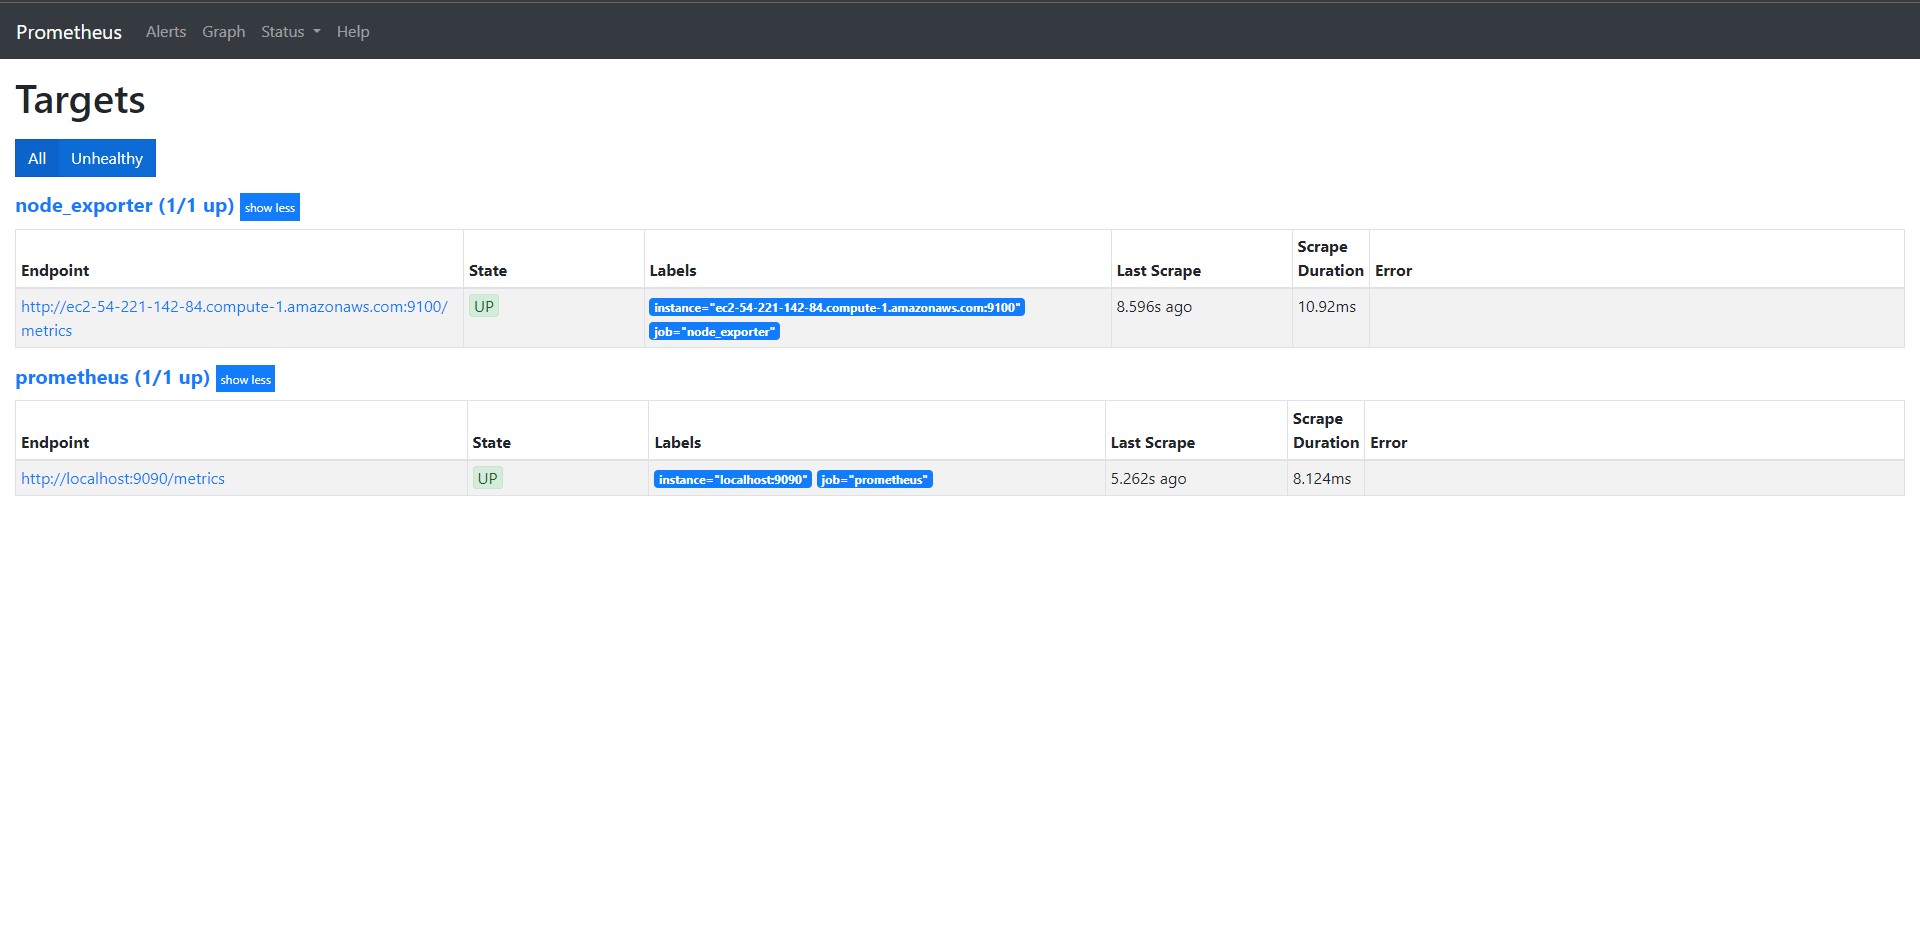 Prometheus Alerts Graph Status Help
Targets
All Unhealthy
node_exporter (1/1 up) show less
Endpoint State Labels Last Scrape Scrape Duration Error
http://ec2-54-221-142-84.compute-1.amazonaws.com:9100/ UP instance="ec2-54-221-142-84.compute-1.amazonaws.com:9100" 8.596s ago 10.92ms
metrics job="node_exporter"
prometheus (1/1 up) show less
Endpoint State Labels Last Scrape Scrape Duration Error
http://localhost:9090/metrics UP instance="localhost:9090" job="prometheus" 5.262s ago 8.124ms